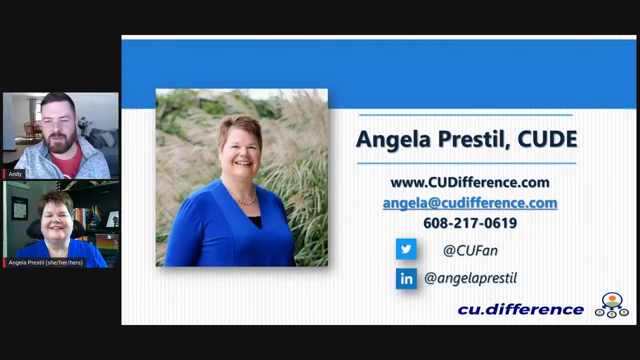 Andy
Angela Prestil (she/her/hers)
Angela Prestil, CUDE
www.CUDifference.com
angela@cudifference.com
608-217-0619
@CUFan
in @angelaprestil
cu.difference